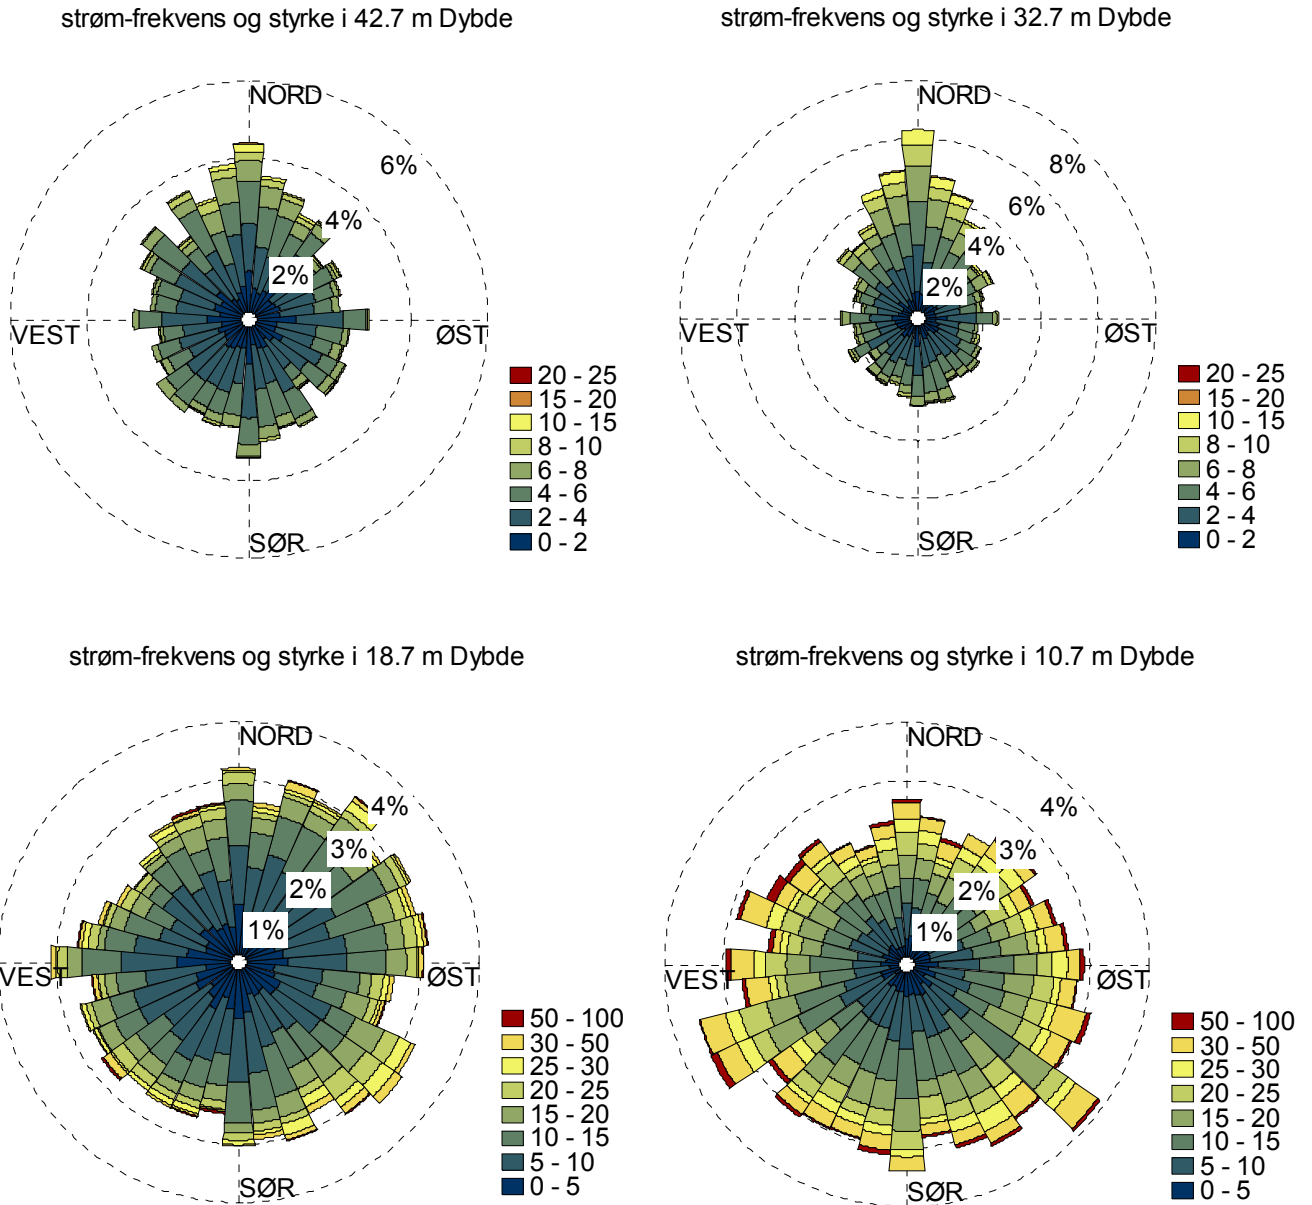 strøm-frekvens og styrke i 42.7 m Dybde
NORD
6%
4%
2%
VEST
ØST
SØR
20 - 25
15 - 20
10 - 15
8 - 10
6 - 8
4 - 6
2 - 4
0 - 2
strøm-frekvens og styrke i 32.7 m Dybde
NORD
8%
6%
4%
2%
VEST
ØST
SØR
20 - 25
15 - 20
10 - 15
8 - 10
6 - 8
4 - 6
2 - 4
0 - 2
strøm-frekvens og styrke i 18.7 m Dybde
NORD
4%
3%
2%
1%
VEST
ØST
SØR
50 - 100
30 - 50
25 - 30
20 - 25
15 - 20
10 - 15
5 - 10
0 - 5
strøm-frekvens og styrke i 10.7 m Dybde
NORD
4%
3%
2%
1%
VEST
ØST
SØR
50 - 100
30 - 50
25 - 30
20 - 25
15 - 20
10 - 15
5 - 10
0 - 5